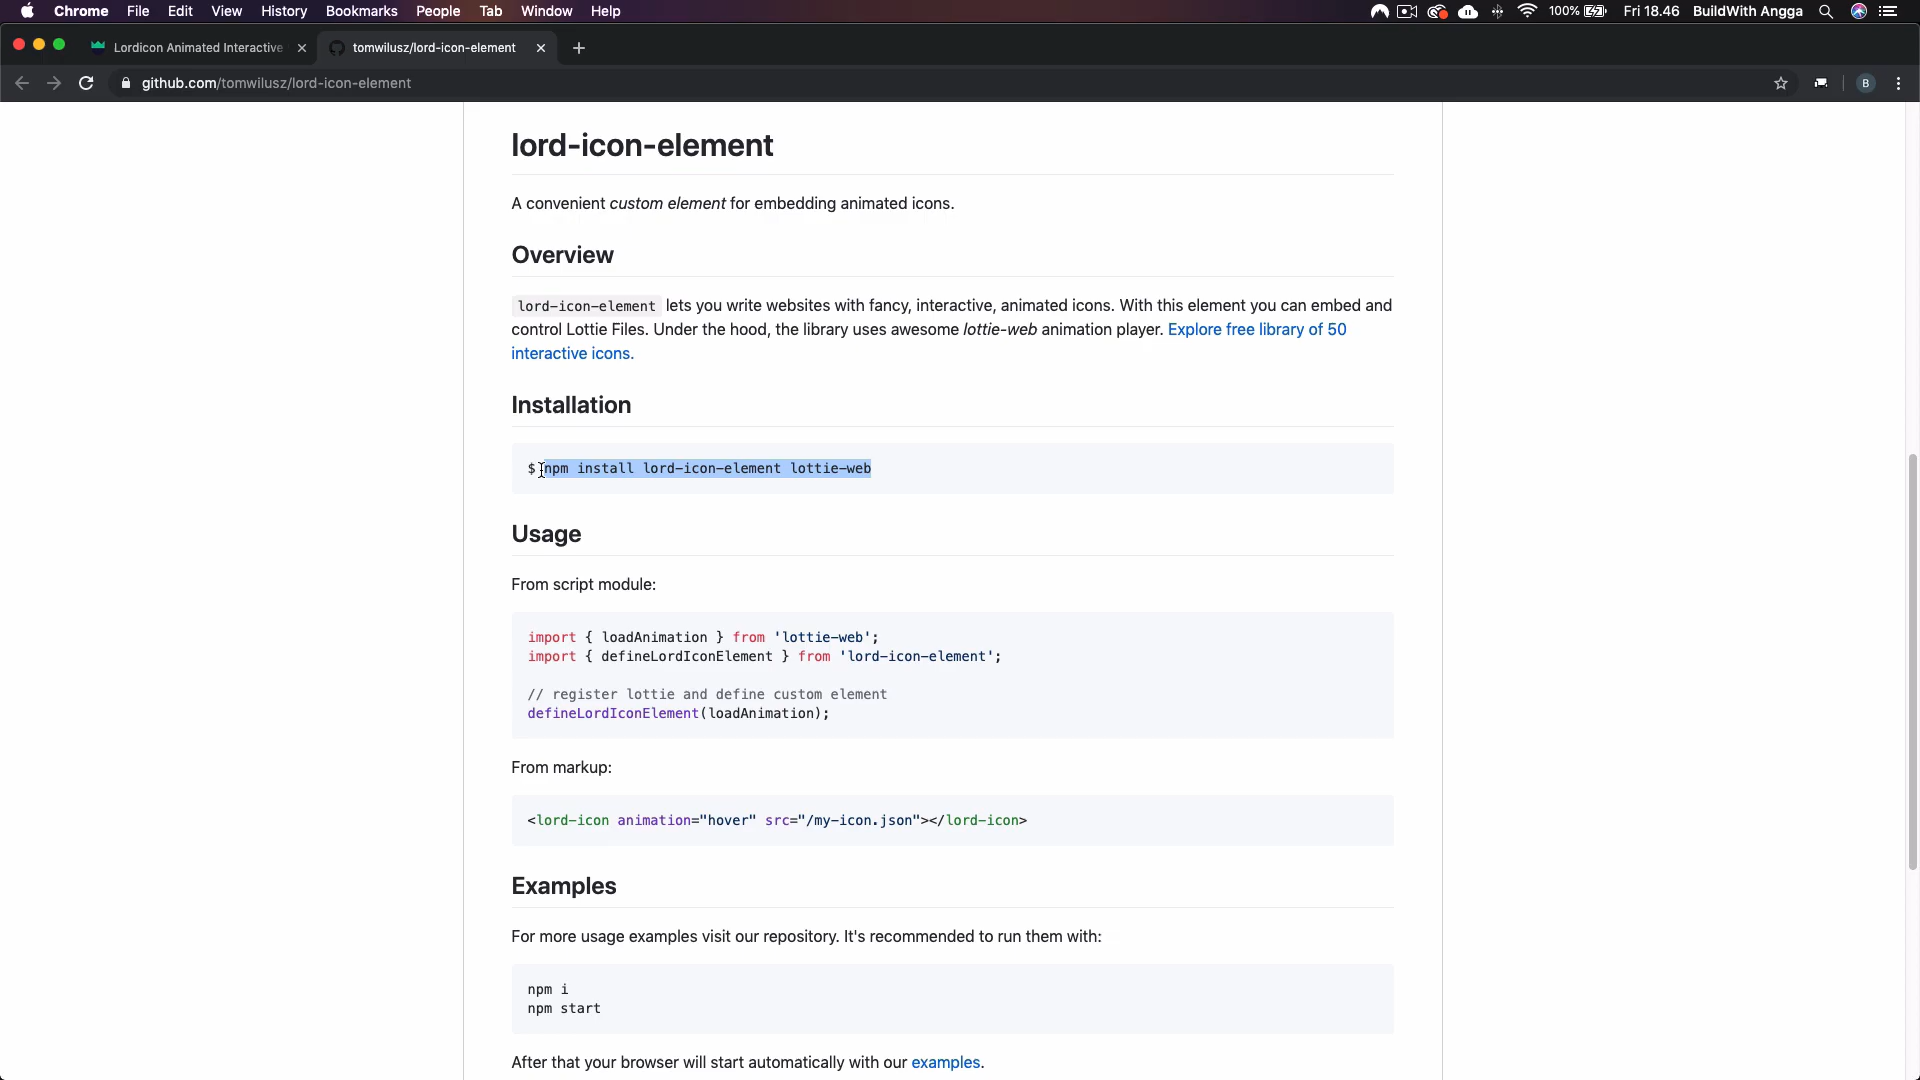 Chrome File Edit View History Bookmarks People Tab Window Help 100% Fri 18.46 BuildWith Angga
Lordicon Animated Interactive tomwilusz/lord-icon-element
github.com/tomwilusz/lord-icon-element B
lord-icon-element
A convenient custom element for embedding animated icons.
Overview
lord-icon-element lets you write websites with fancy, interactive, animated icons. With this element you can embed and
control Lottie Files. Under the hood, the library uses awesome lottie-web animation player. Explore free library of 50
interactive icons.
Installation
$ npm install lord-icon-element lottie-web
Usage
From script module:
import { loadAnimation } from 'lottie-web';
import { defineLordIconElement } from 'lord-icon-element';
// register lottie and define custom element
defineLordIconElement(loadAnimation);
From markup:
<lord-icon animation="hover" src="/my-icon.json"></lord-icon>
Examples
For more usage examples visit our repository. It's recommended to run them with:
npm i
npm start
After that your browser will start automatically with our examples.